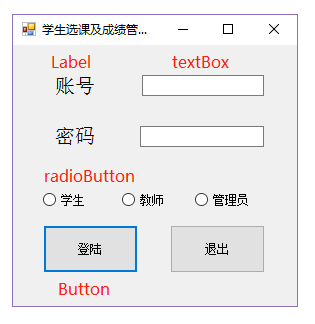 学生选课及成绩管...
Label textBox
账号
密码
radioButton
学生 教师 管理员
登陆 退出
Button